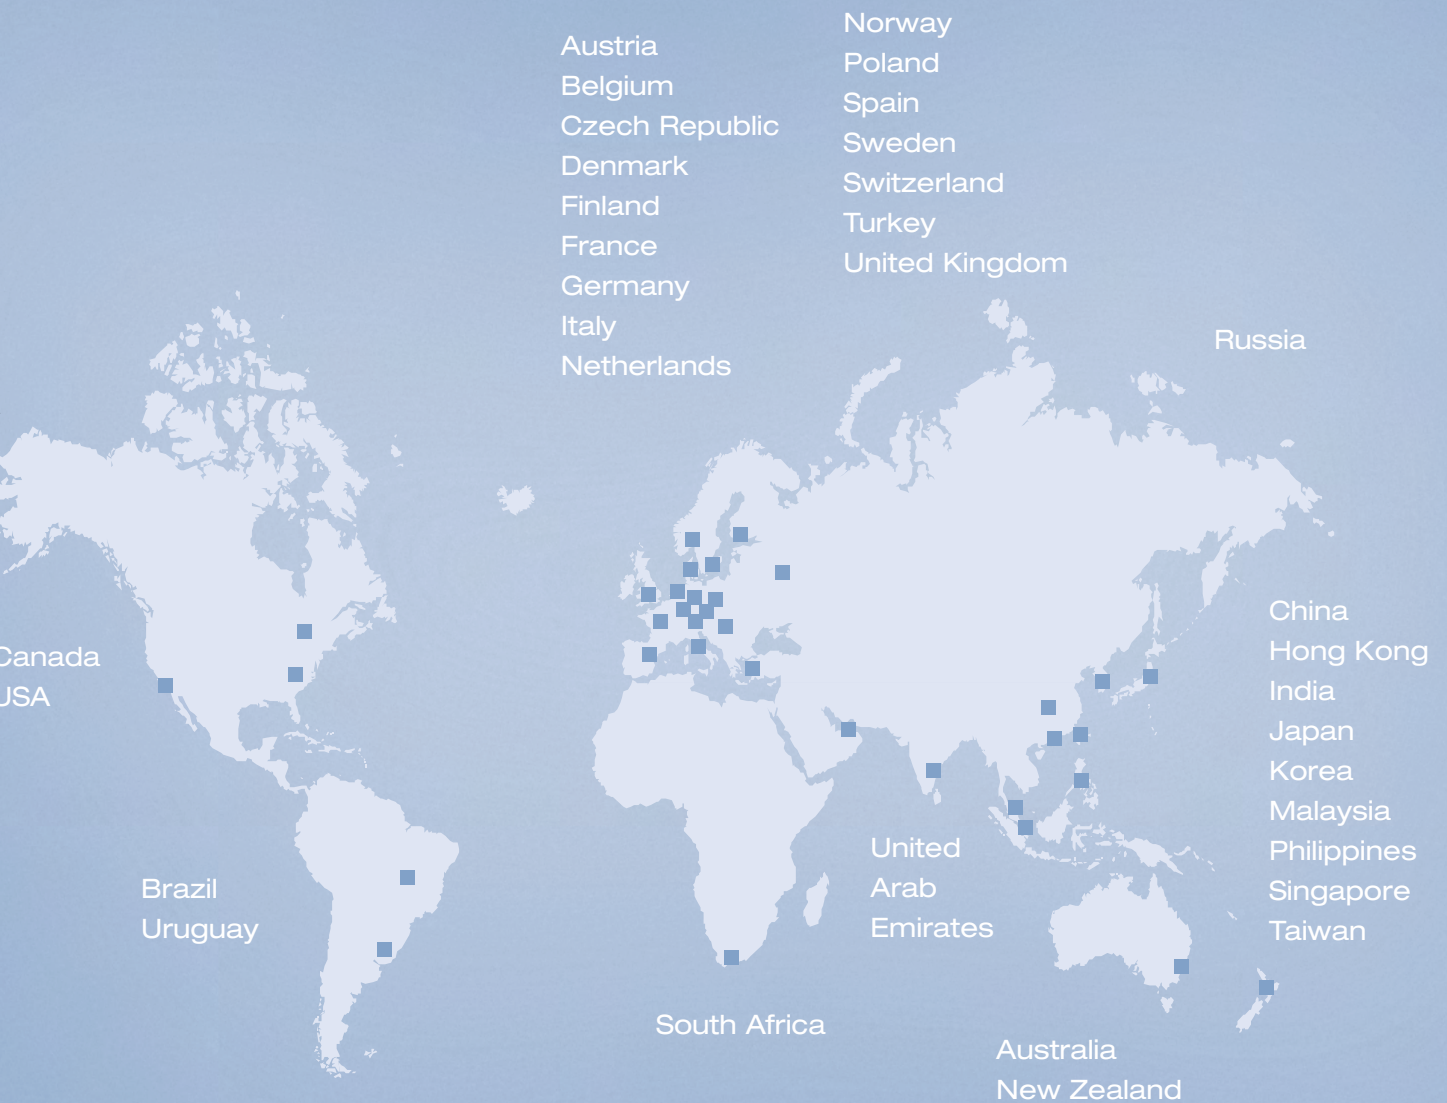 Austria
Belgium
Czech Republic
Denmark
Finland
France
Germany
Italy
Netherlands
Norway
Poland
Spain
Sweden
Switzerland
Turkey
United Kingdom
Russia
Canada
USA
China
Hong Kong
India
Japan
Korea
Malaysia
Philippines
Singapore
Taiwan
Brazil
Uruguay
United
Arab
Emirates
South Africa
Australia
New Zealand